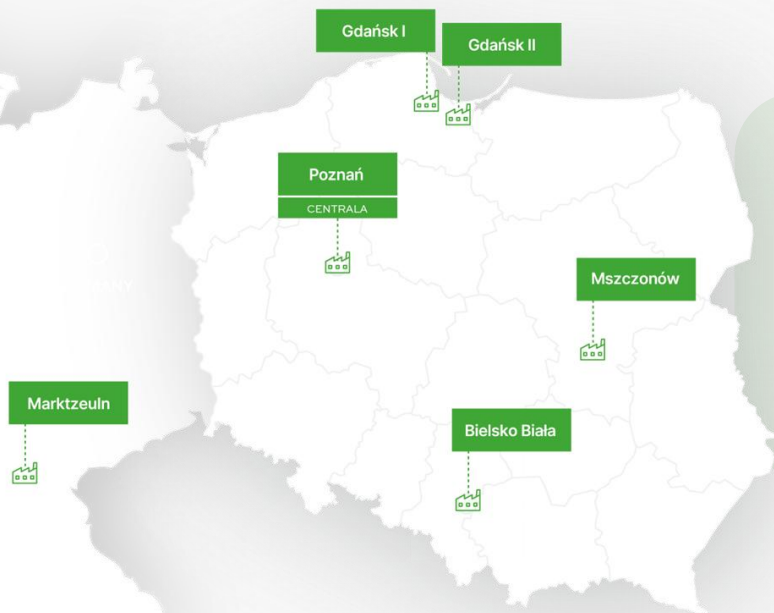 Gdańsk I
Gdańsk II
Poznań
CENTRALA
Mszczonów
Marktzeuln
Bielsko Biała